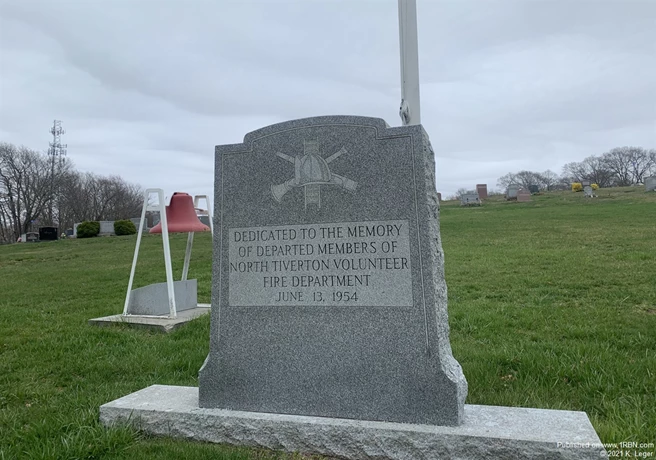 DEDICATED TO THE MEMORY
OF DEPARTED MEMBERS OF
NORTH TIVERTON VOLUNTEER
FIRE DEPARTMENT
JUNE 13, 1954
Published on www.1RBN.com
© 2021 K. Leger